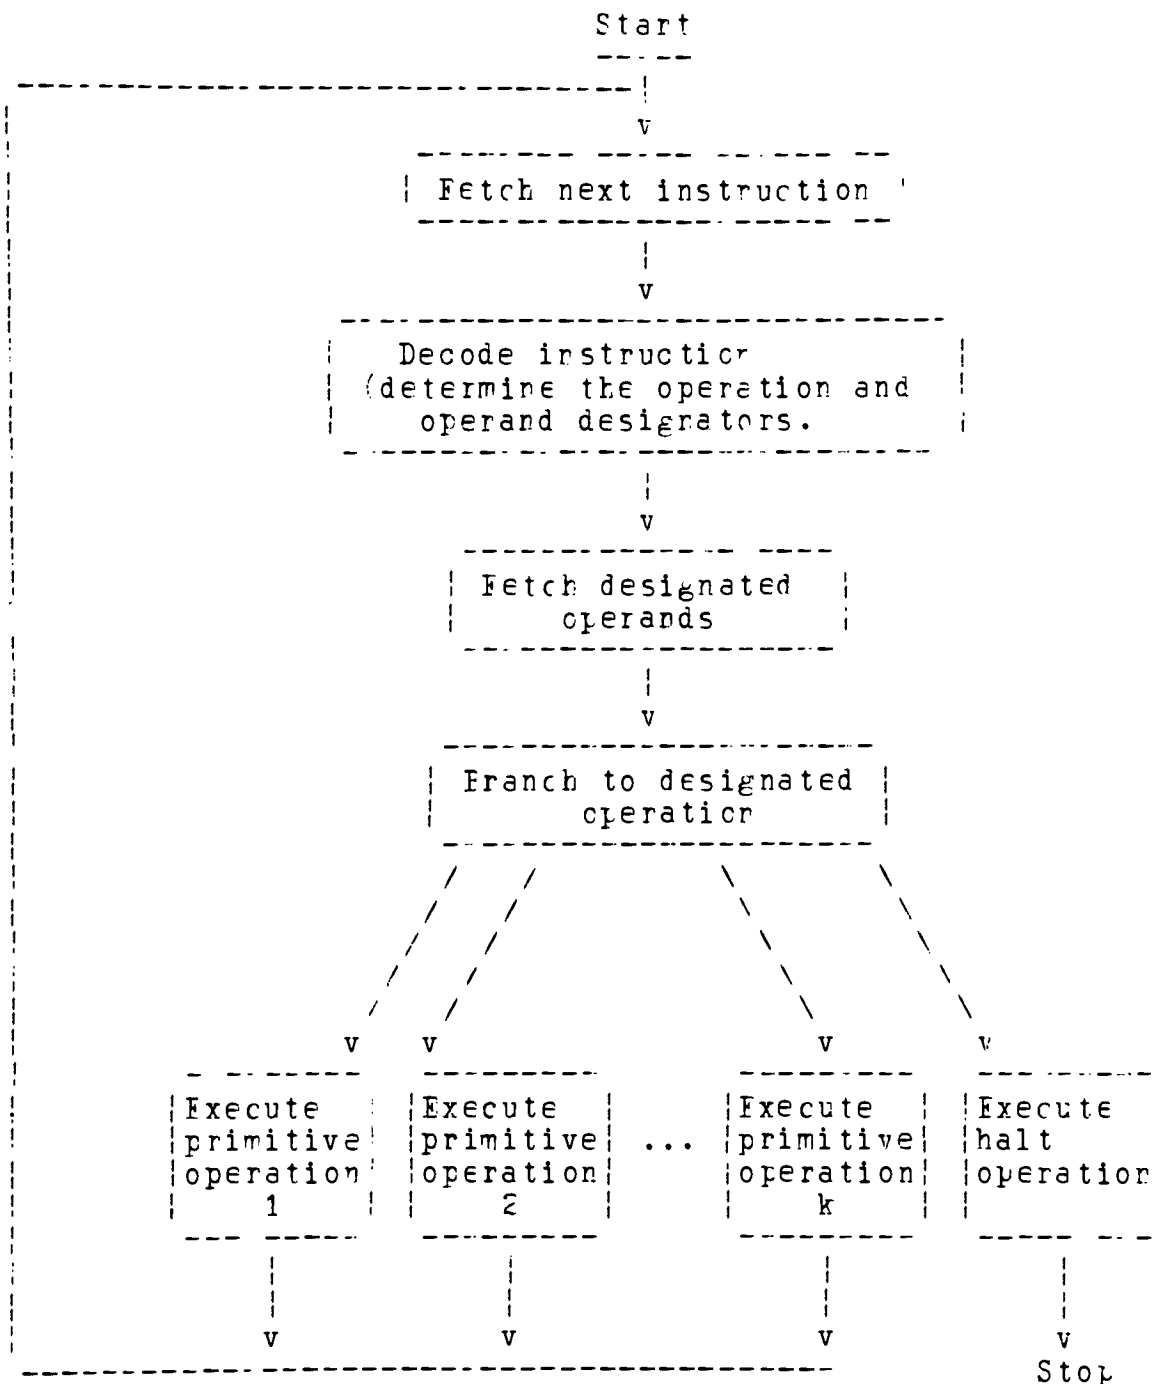 Start
Fetch next instruction
Decode instruction
(determine the operation and
operand designators.
Fetch designated
operands
Branch to designated
operation
Execute
primitive
operation
1
Execute
primitive
operation
2
...
Execute
primitive
operation
k
Execute
halt
operation
Stop